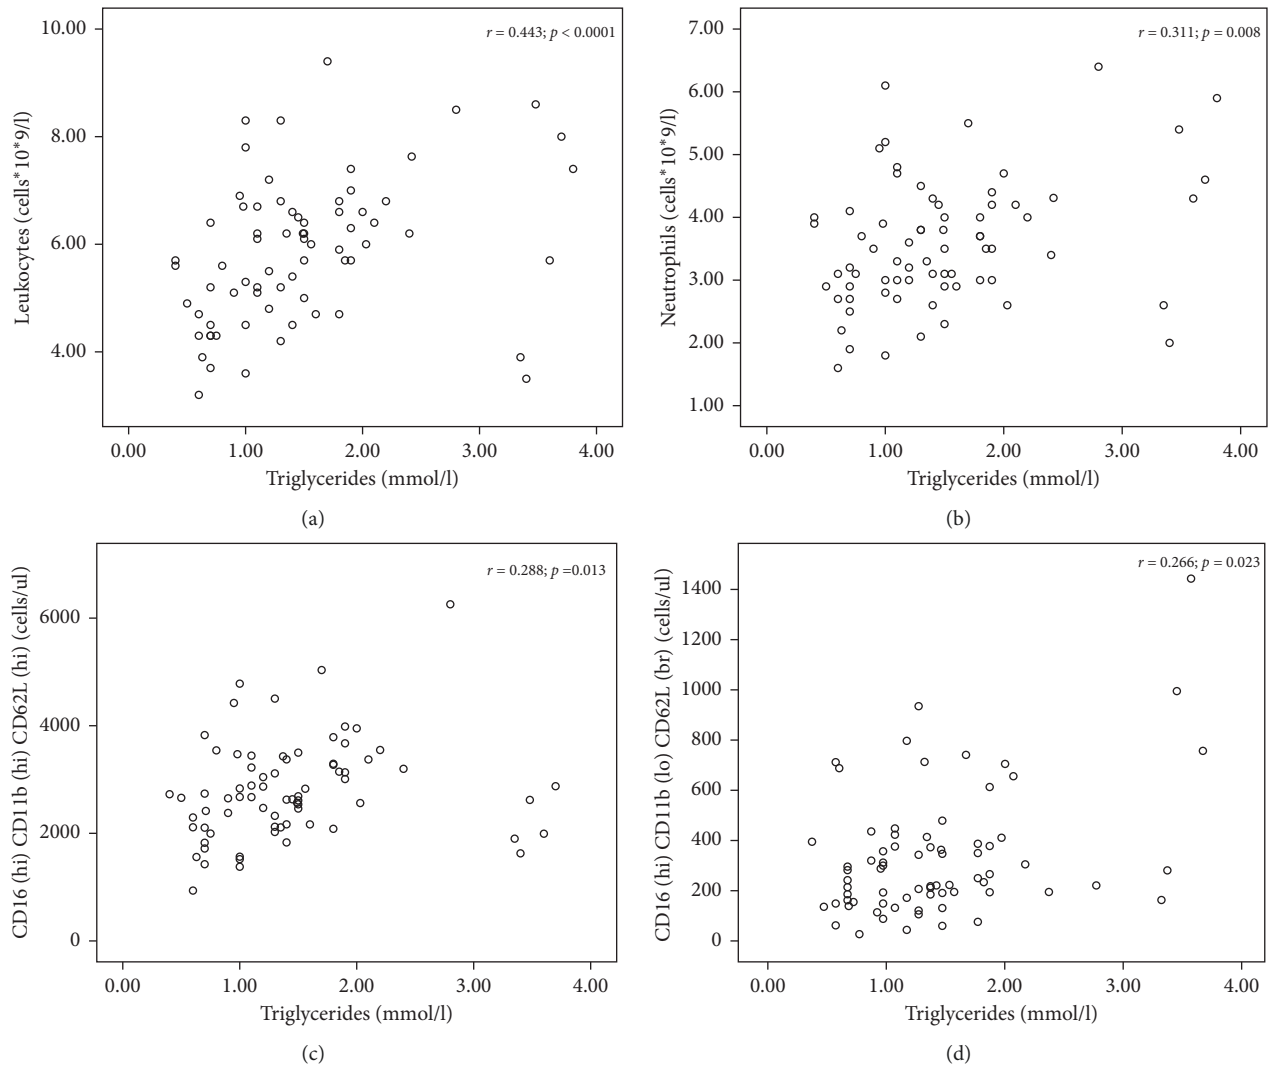 r = 0.443; p < 0.0001
Leukocytes (cells*10*9/l)
10.00
8.00
6.00
4.00
0.00 1.00 2.00 3.00 4.00
Triglycerides (mmol/l)
(a)
r = 0.311; p = 0.008
Neutrophils (cells*10*9/l)
7.00
6.00
5.00
4.00
3.00
2.00
1.00
0.00 1.00 2.00 3.00 4.00
Triglycerides (mmol/l)
(b)
r = 0.288; p =0.013
CD16 (hi) CD11b (hi) CD62L (hi) (cells/ul)
6000
4000
2000
0
0.00 1.00 2.00 3.00 4.00
Triglycerides (mmol/l)
(c)
r = 0.266; p = 0.023
CD16 (hi) CD11b (lo) CD62L (br) (cells/ul)
1400
1200
1000
800
600
400
200
0
0.00 1.00 2.00 3.00 4.00
Triglycerides (mmol/l)
(d)